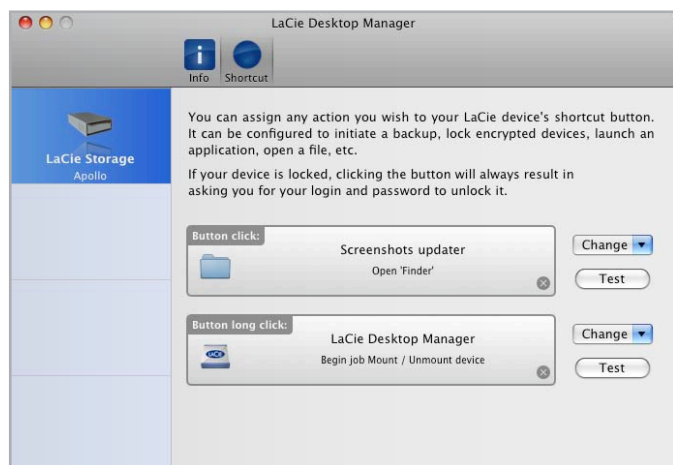 LaCie Desktop Manager
Info Shortcut
LaCie Storage
Apollo
You can assign any action you wish to your LaCie device's shortcut button.
It can be configured to initiate a backup, lock encrypted devices, launch an
application, open a file, etc.
If your device is locked, clicking the button will always result in
asking you for your login and password to unlock it.
Button click:
Screenshots updater
Open 'Finder'
Change
Test
Button long click:
LaCie Desktop Manager
Begin job Mount / Unmount device
Change
Test